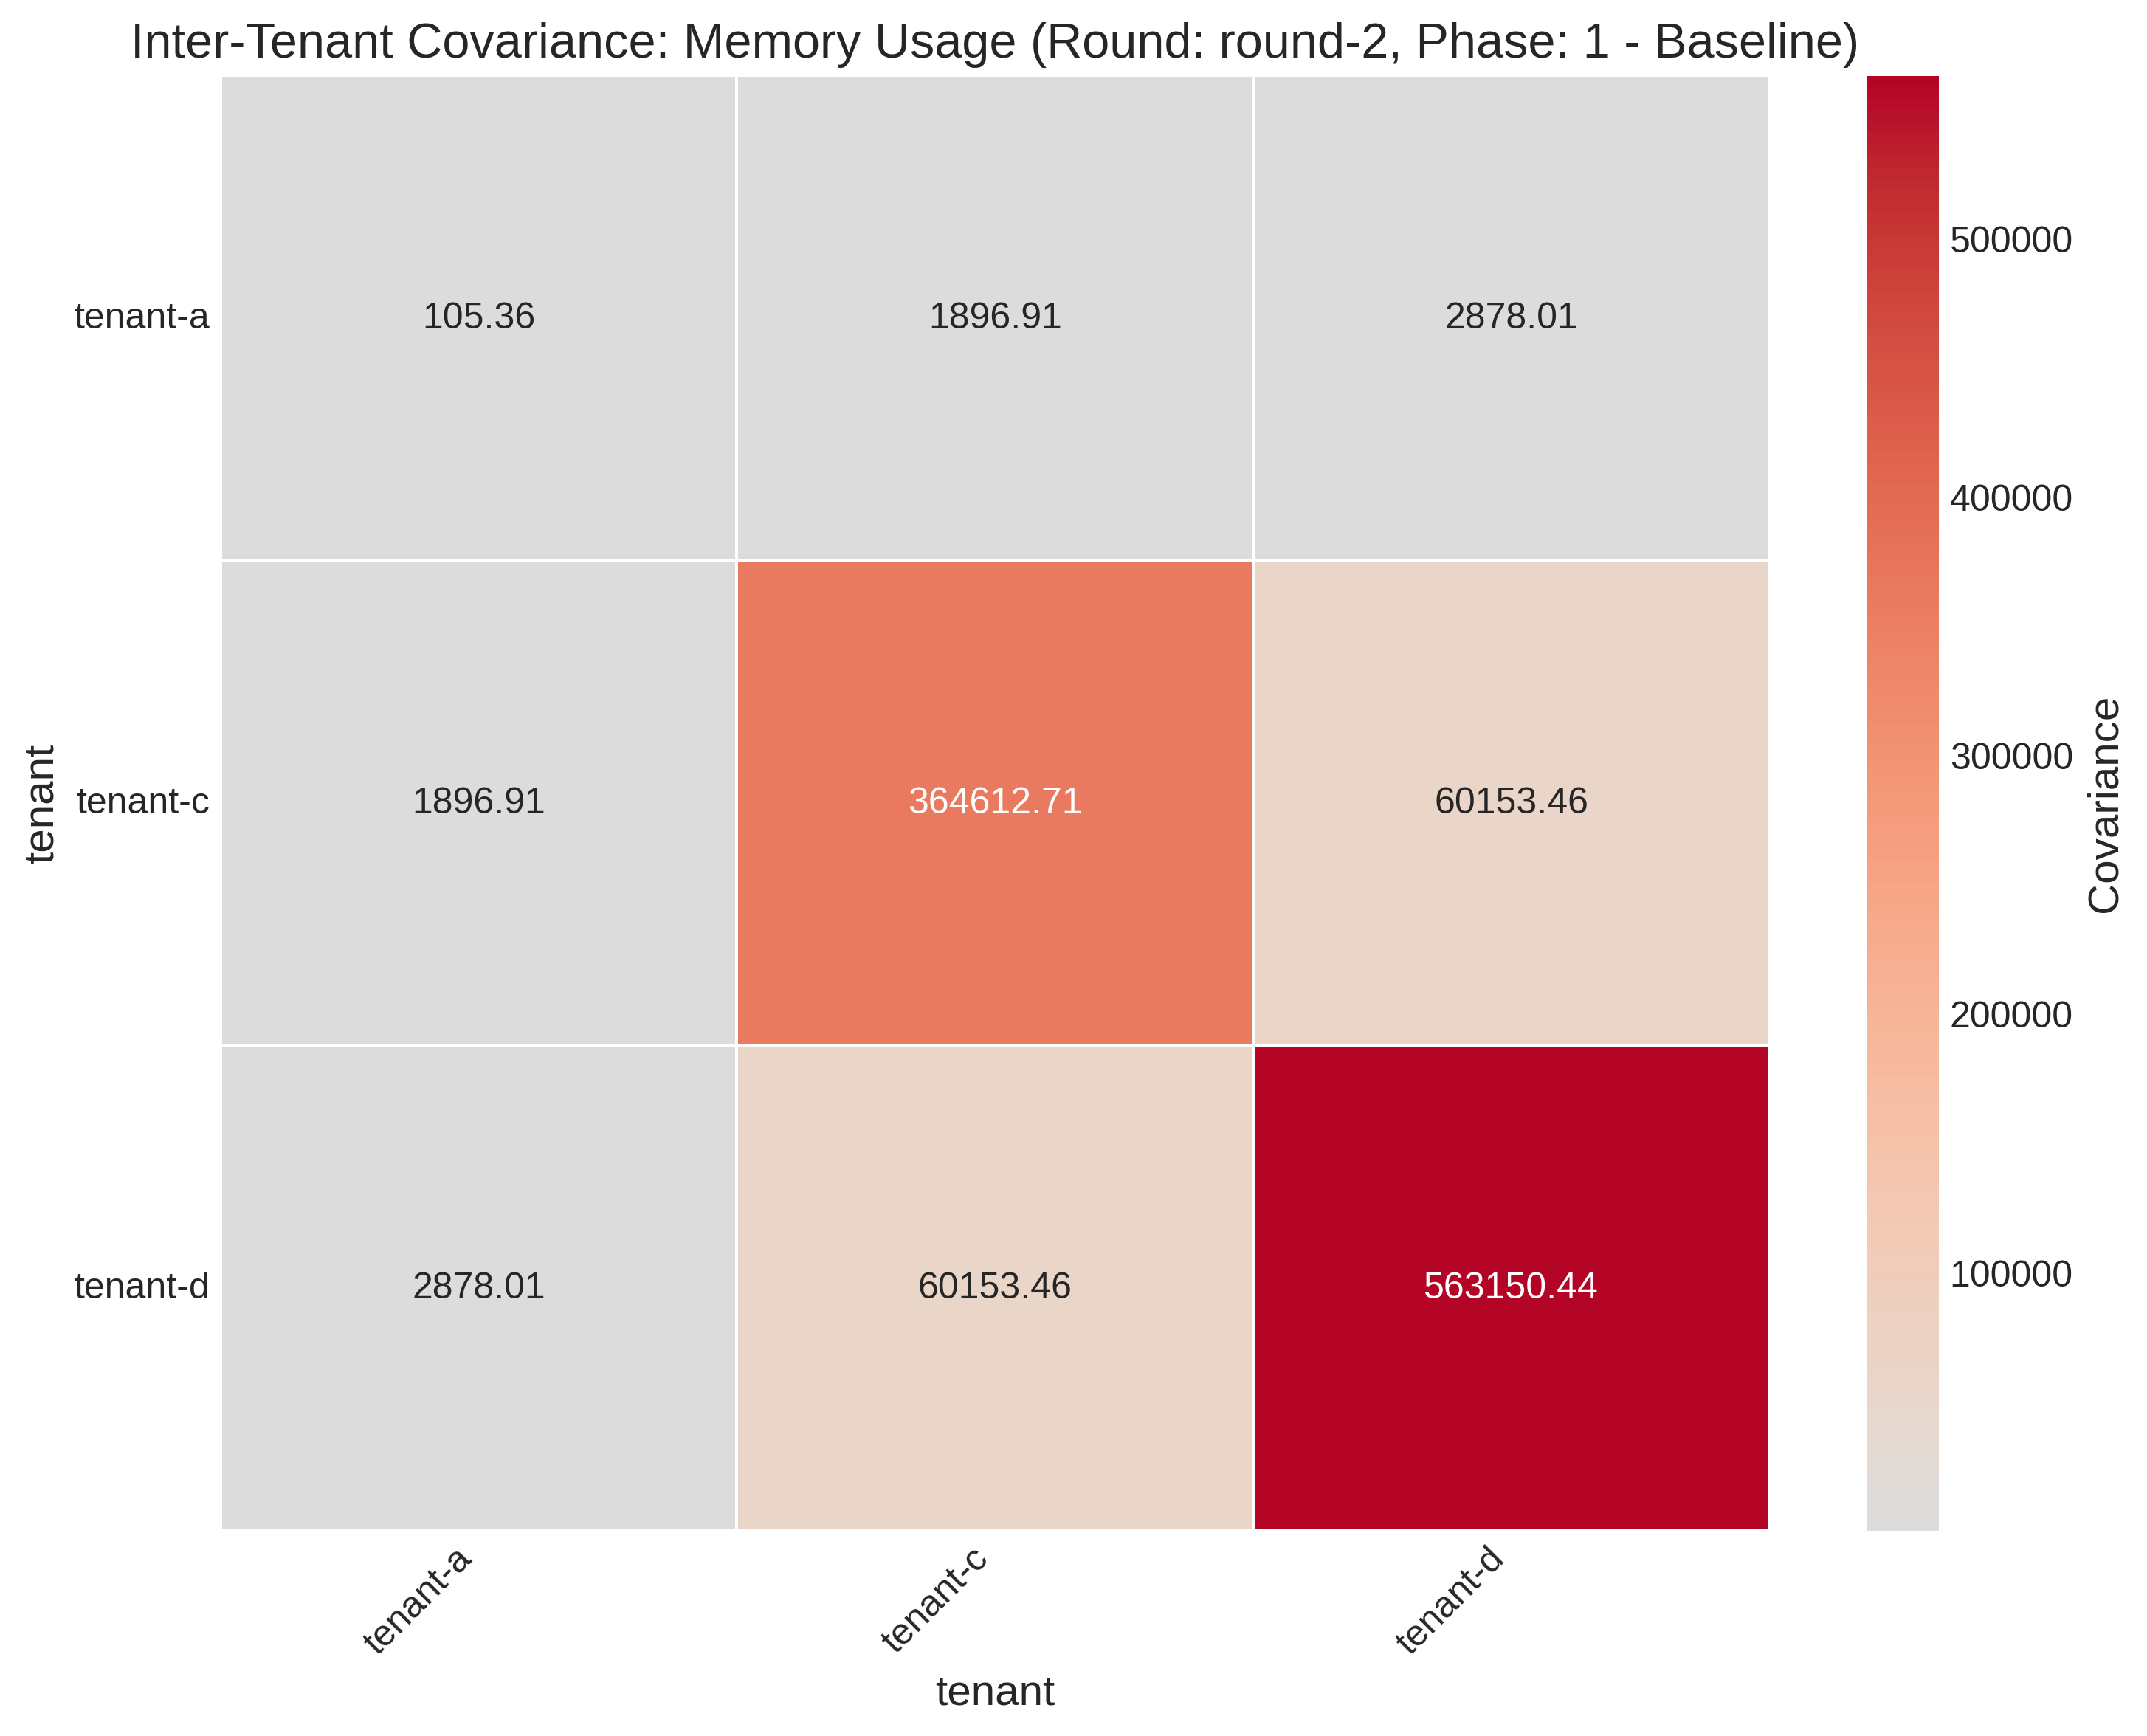 Inter-Tenant Covariance: Memory Usage (Round: round-2, Phase: 1 - Baseline)
tenant
tenant-a
105.36
1896.91
2878.01
tenant-c
1896.91
364612.71
60153.46
tenant-d
2878.01
60153.46
563150.44
tenant-a
tenant-c
tenant-d
tenant
500000
400000
300000
200000
100000
Covariance